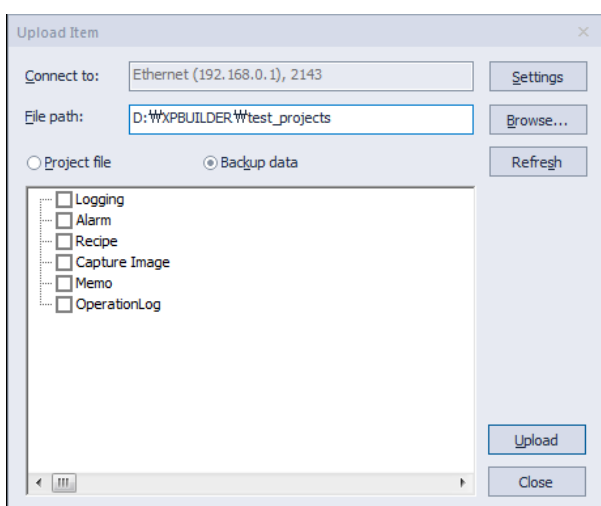 Upload Item
Connect to: Ethernet (192.168.0.1), 2143 Settings
File path: D:₩XPBUILDER₩test_projects Browse...
Project file Backup data Refresh
Logging
Alarm
Recipe
Capture Image
Memo
OperationLog
Upload
Close